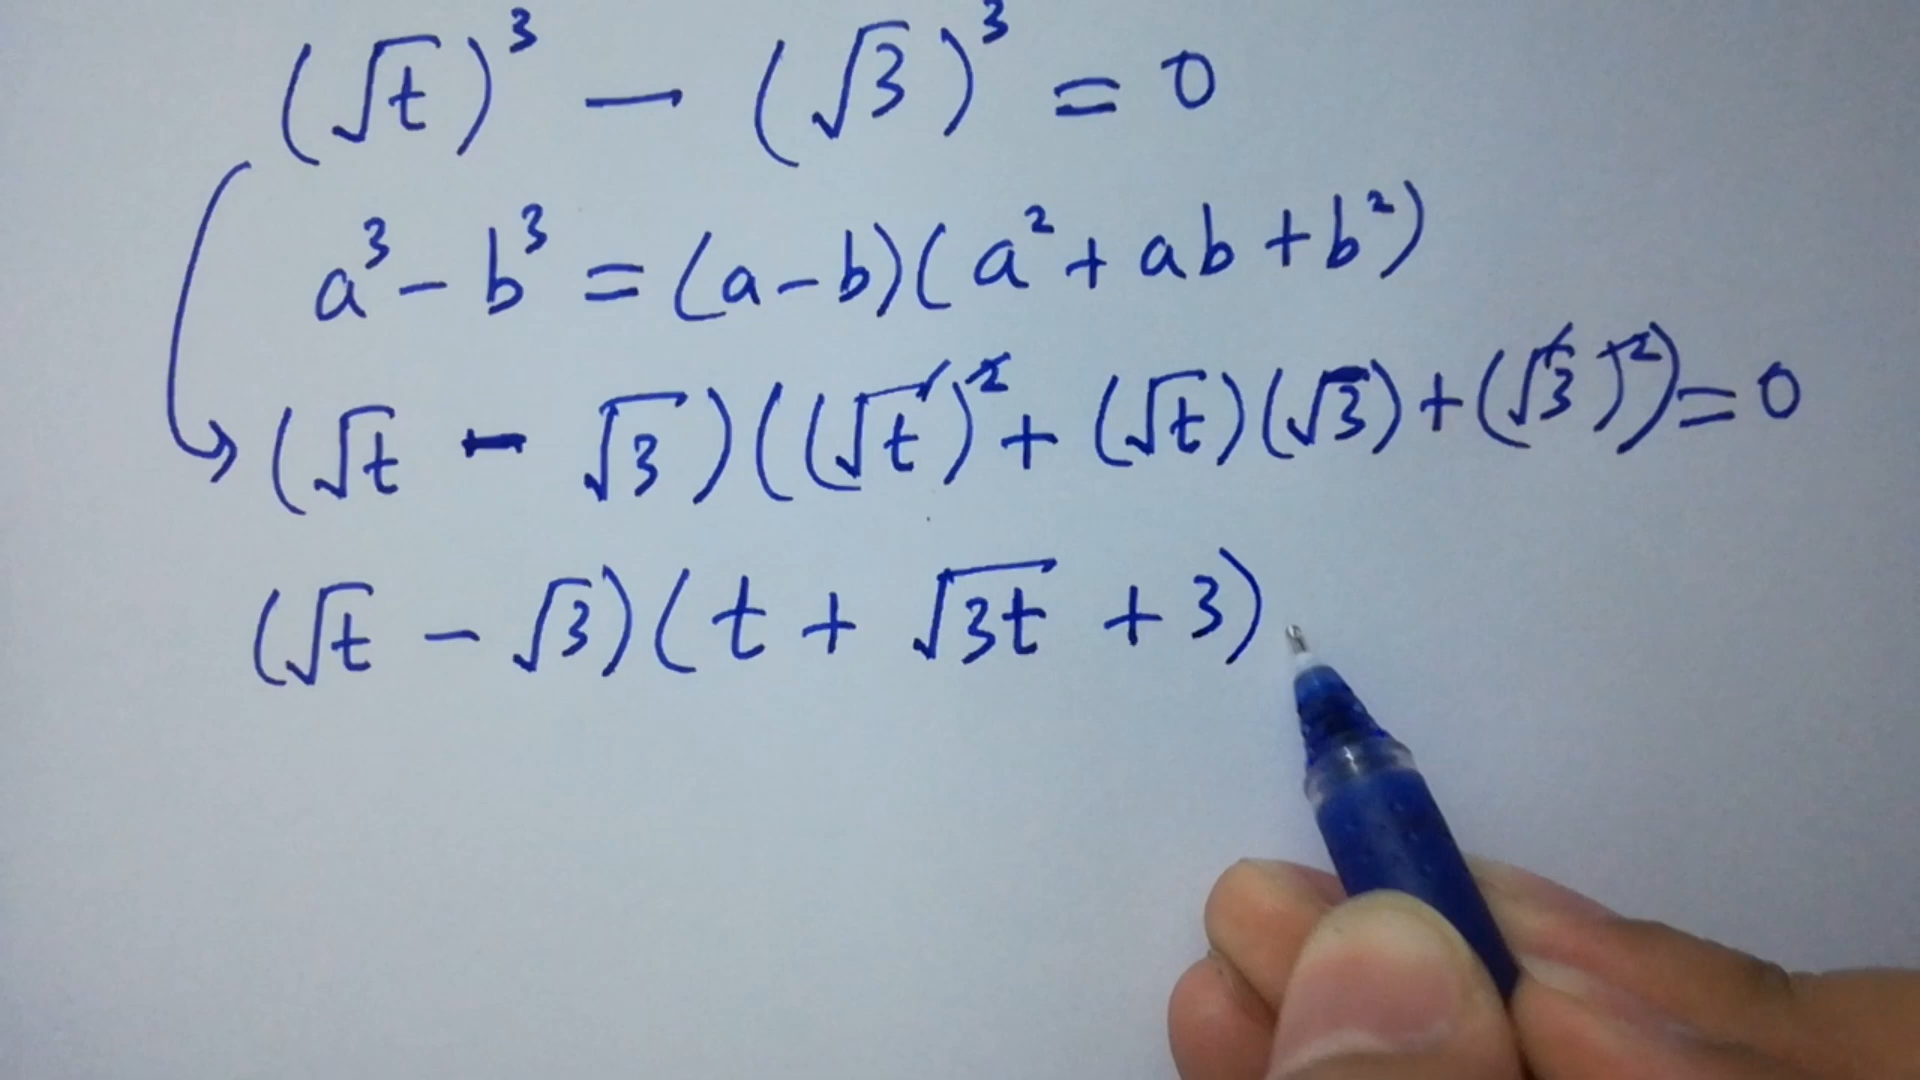 (√t)³ − (√3)³ = 0
a³ − b³ = (a−b)(a² + ab + b²)
(√t − √3)((√t)² + (√t)(√3) + (√3)²) = 0
(√t − √3)(t + √3t + 3)